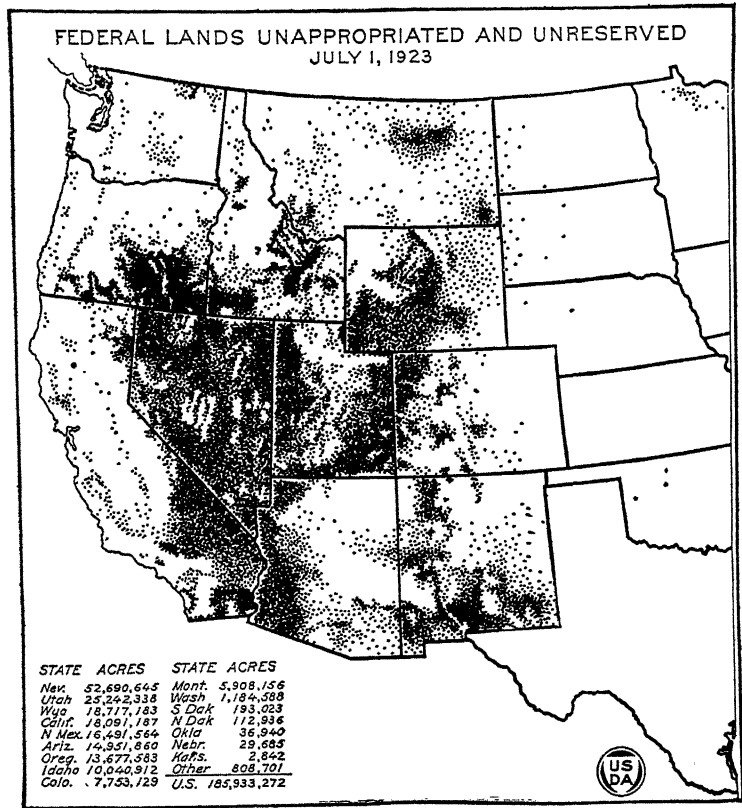 FEDERAL LANDS UNAPPROPRIATED AND UNRESERVED
JULY 1, 1923
STATE ACRES STATE ACRES
Nev. 52,690,645 Mont. 5,908,156
Utah 25,242,338 Wash 1,184,588
Wyo 18,717,183 S Dak 193,023
Calif. 18,091,187 N Dak 112,936
N Mex. 16,491,564 Okla 36,940
Ariz. 14,951,860 Nebr. 29,685
Oreg. 13,677,583 Kans. 2,842
Idaho 10,040,912 Other 808,701
Colo. 7,753,129 U.S. 185,933,272
US
DA